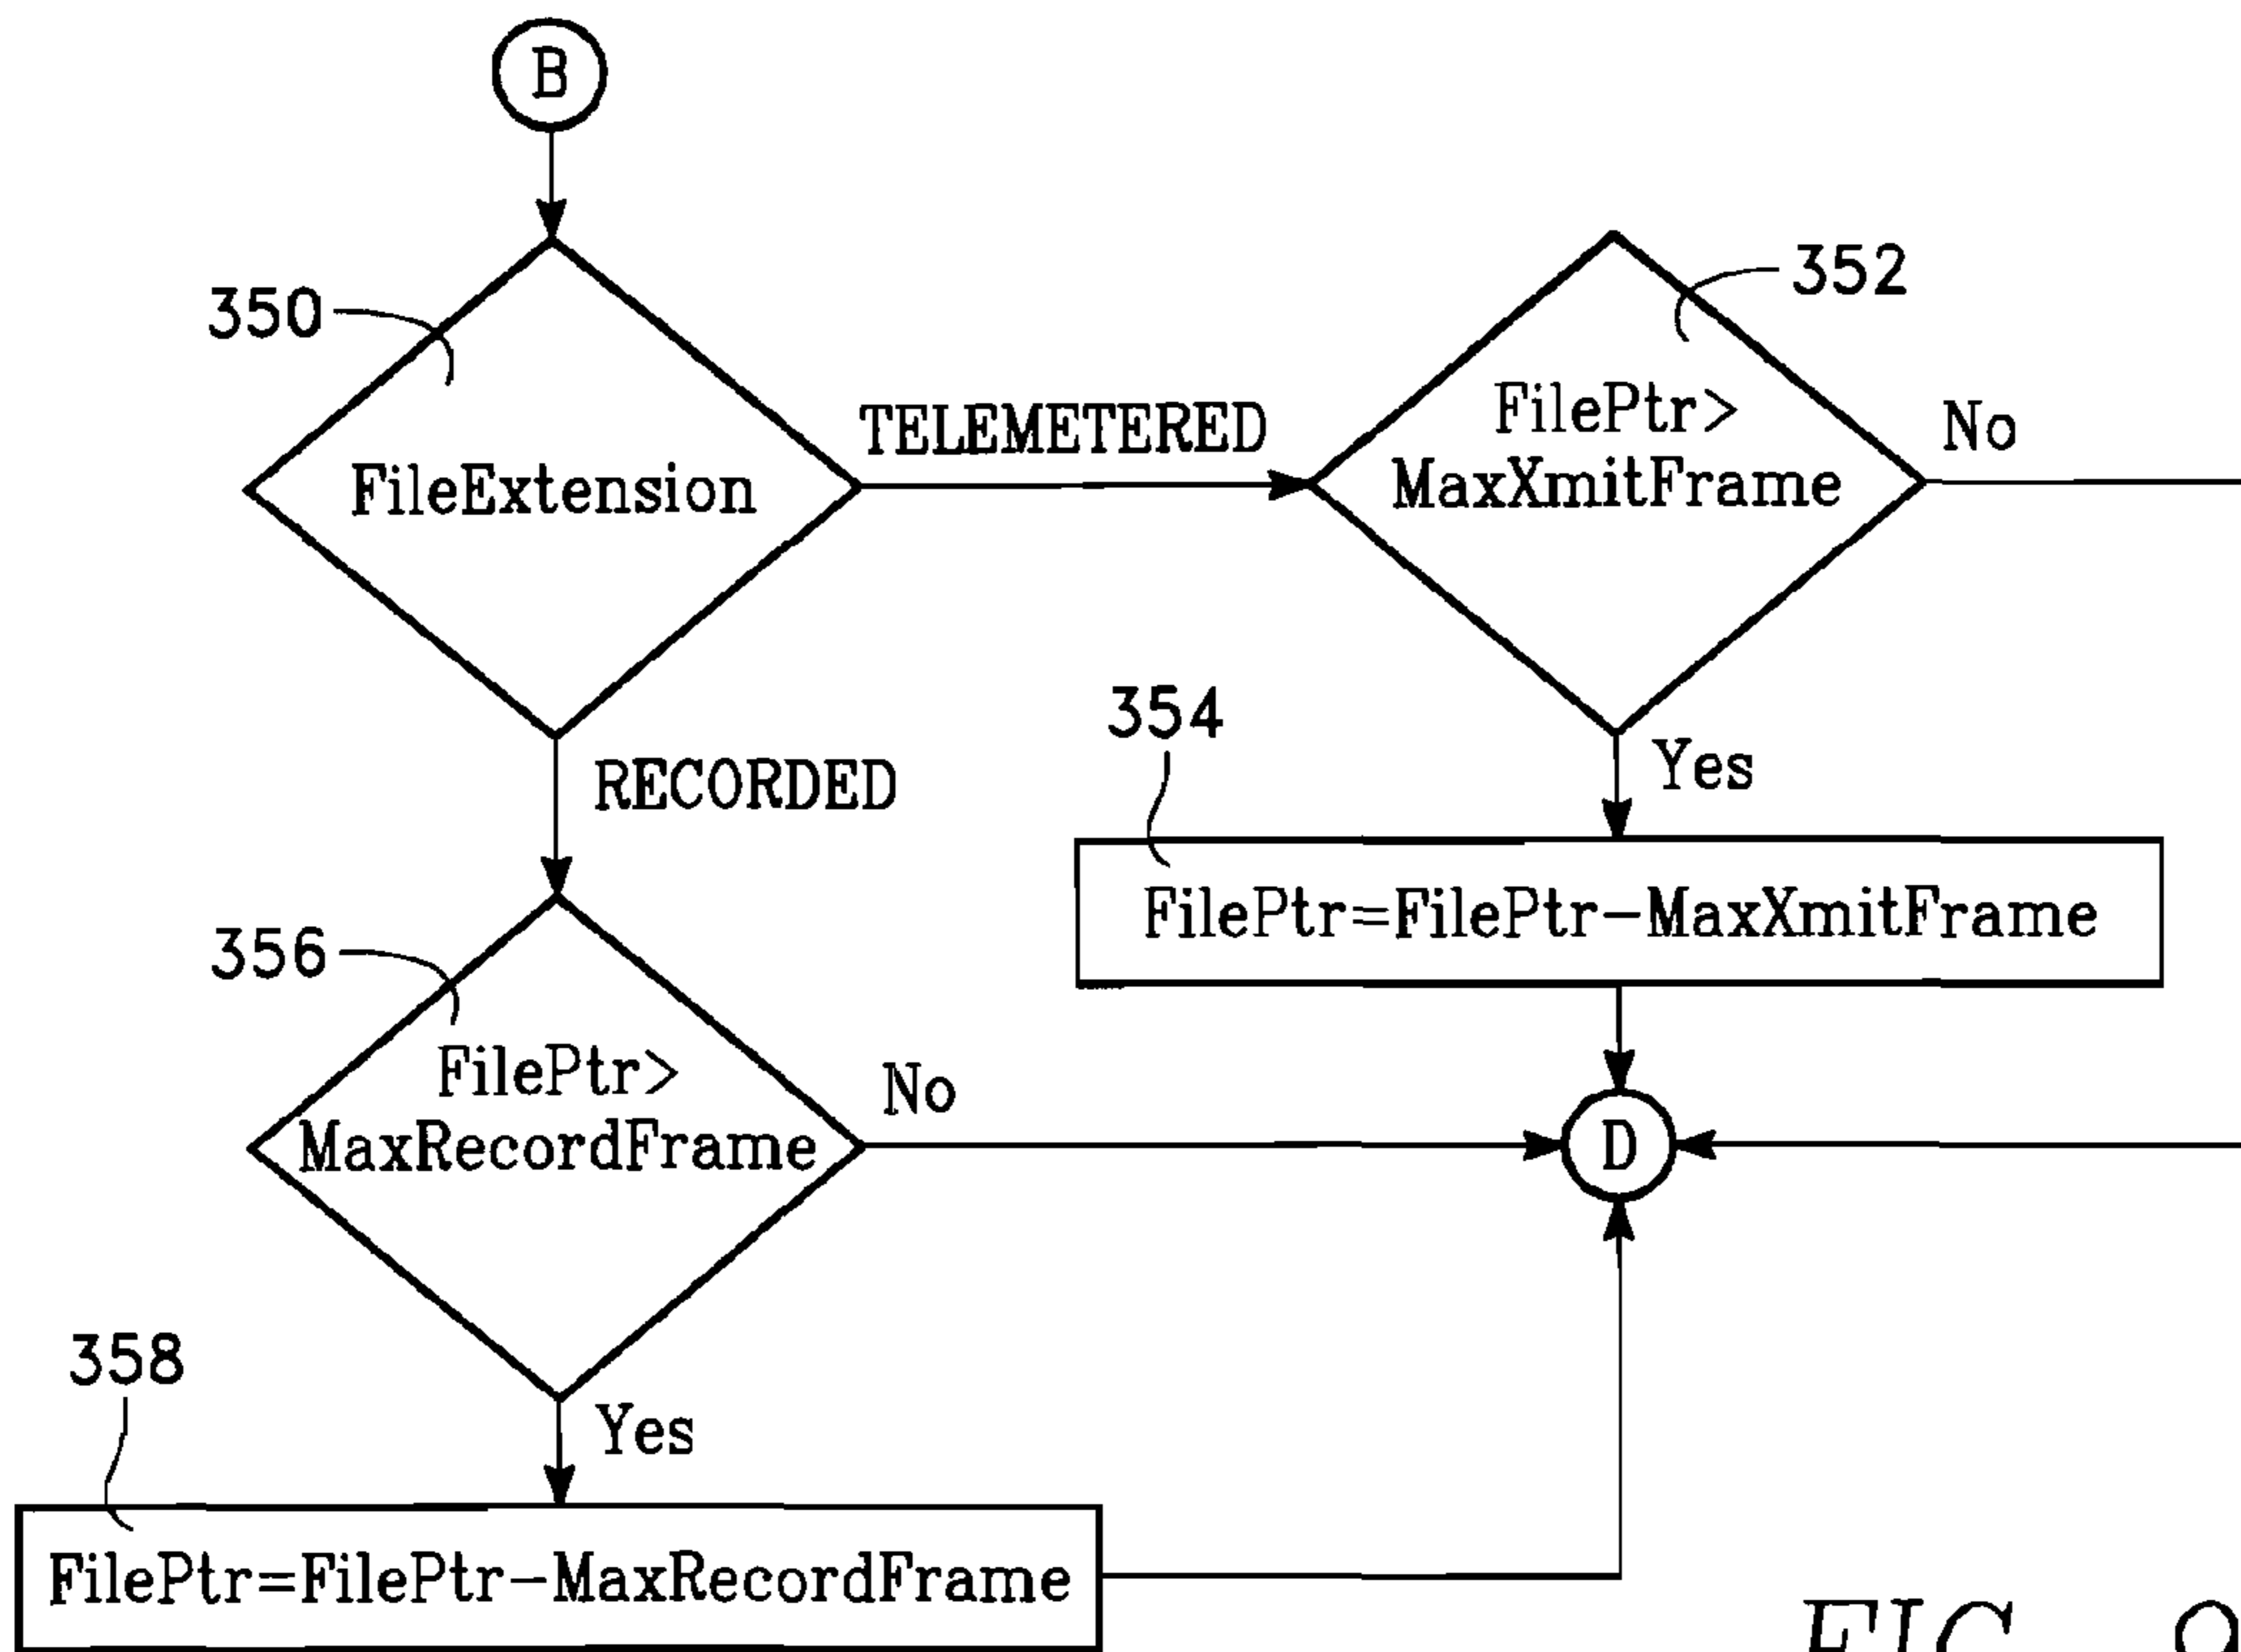 B
350
352
FileExtension
TELEMETERED
FilePtr>
MaxXmitFrame
No
RECORDED
354
Yes
FilePtr=FilePtr-MaxXmitFrame
356
FilePtr>
MaxRecordFrame
No
D
358
Yes
FilePtr=FilePtr-MaxRecordFrame